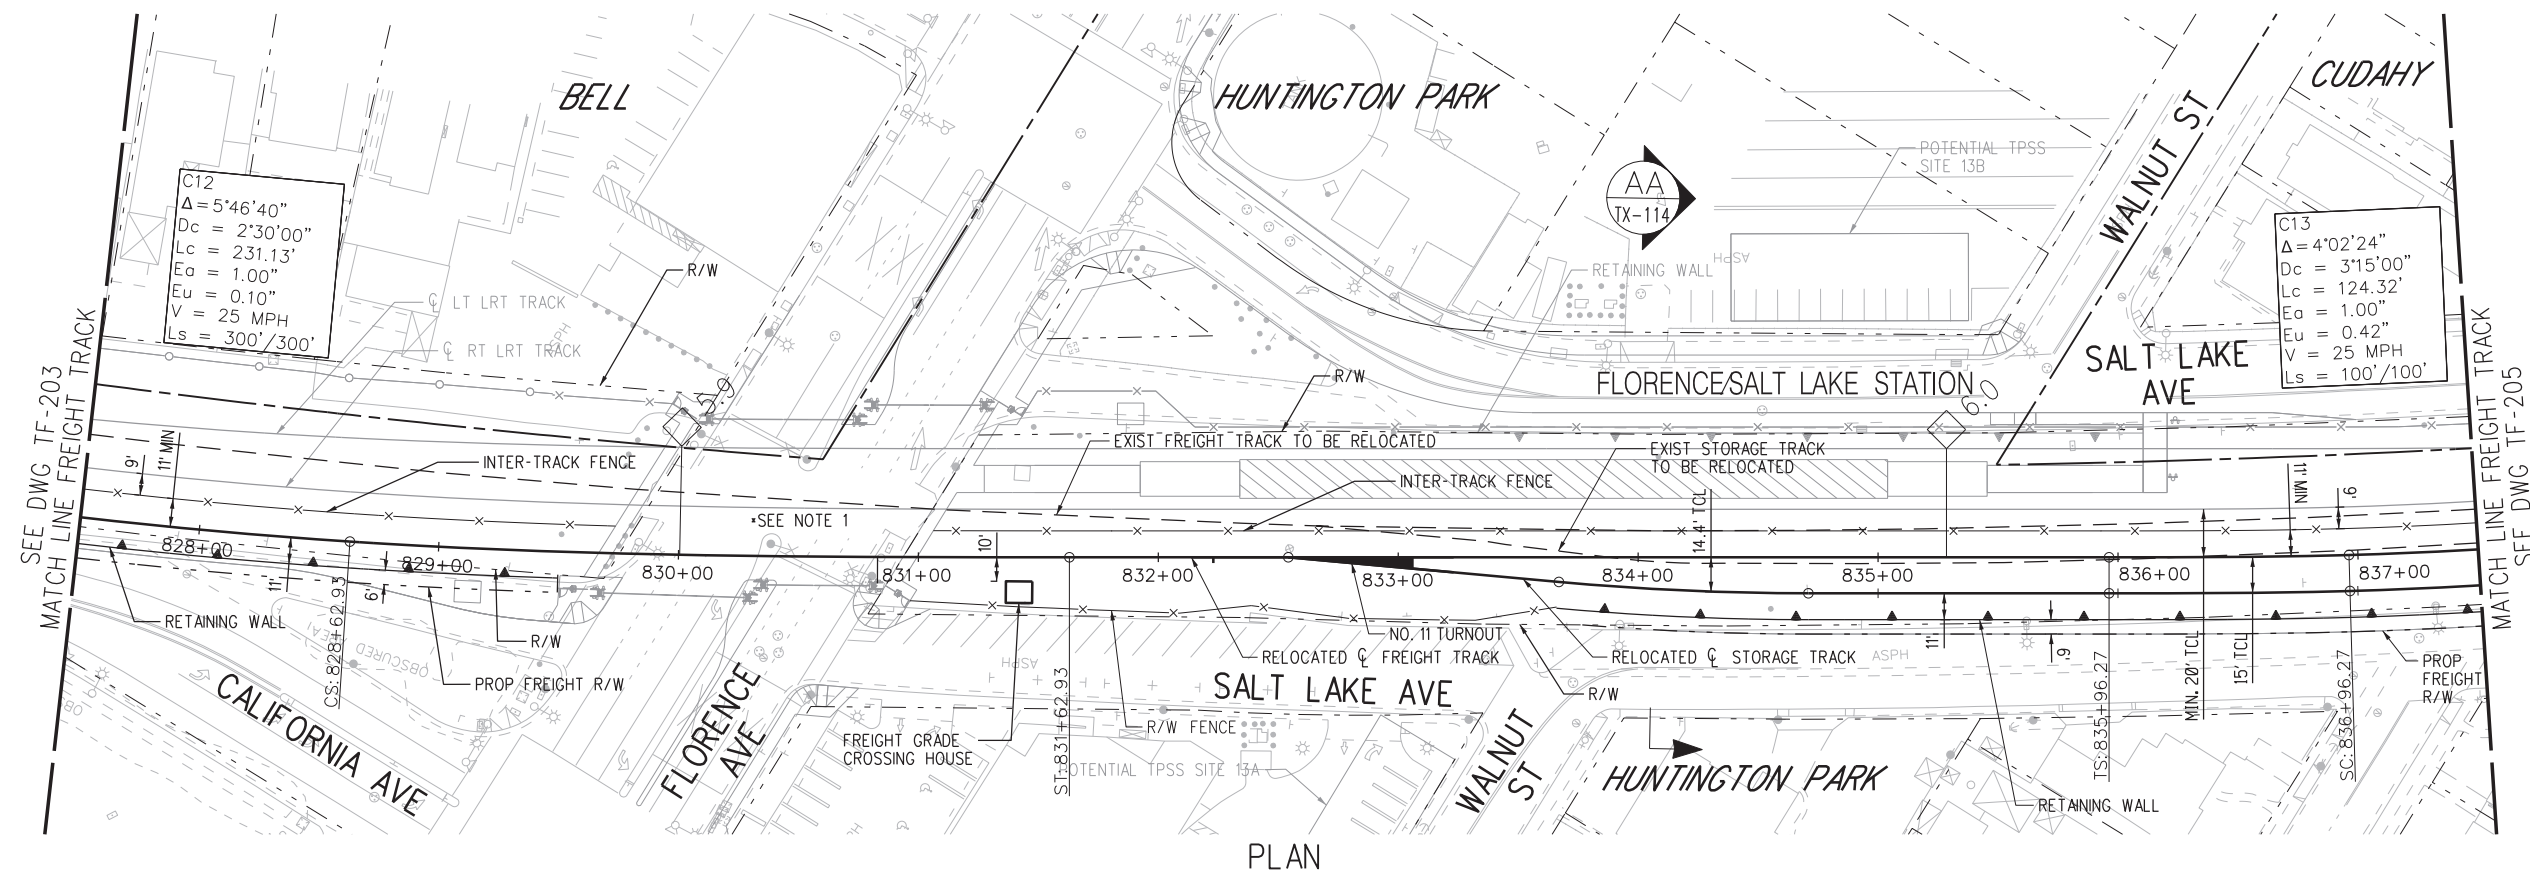 BELL
HUNTINGTON PARK
CUDAHY
WALNUT ST
POTENTIAL TPSS
SITE 13B
AA
TX-114
C12
Δ=5°46'40"
Dc = 2°30'00"
Lc = 231.13'
Ea = 1.00"
Eu = 0.10"
V = 25 MPH
Ls = 300'/300'
C13
Δ=4°02'24"
Dc = 3°15'00"
Lc = 124.32'
Ea = 1.00"
Eu = 0.42"
V = 25 MPH
Ls = 100'/100'
R/W
RETAINING WALL
ASPH
℄ LT LRT TRACK
℄ RT LRT TRACK
ASPH
SEE DWG TF-203
MATCH LINE FREIGHT TRACK
MATCH LINE FREIGHT TRACK
SEE DWG TF-205
SALT LAKE
AVE
FLORENCE/SALT LAKE STATION
R/W
5.9
6.0
EXIST FREIGHT TRACK TO BE RELOCATED
EXIST STORAGE TRACK
TO BE RELOCATED
INTER-TRACK FENCE
INTER-TRACK FENCE
9'
11' MIN
11' MIN
9'
*SEE NOTE 1
10'
14.4' TCL
828+00
829+00
830+00
831+00
832+00
833+00
834+00
835+00
836+00
837+00
11'
6'
RETAINING WALL
R/W
PROP FREIGHT R/W
OBSCURED
AREA
CS: 828+62.93
CALIFORNIA AVE
FLORENCE
AVE
FREIGHT GRADE
CROSSING HOUSE
ST: 831+62.93
R/W FENCE
ASPH
RELOCATED ℄ FREIGHT TRACK
NO. 11 TURNOUT
RELOCATED ℄ STORAGE TRACK
ASPH
SALT LAKE AVE
R/W
11'
6'
TS: 835+96.27
MIN. 20' TCL
15' TCL
SC: 836+96.27
PROP
FREIGHT
R/W
POTENTIAL TPSS SITE 13A
WALNUT
ST
HUNTINGTON PARK
RETAINING WALL
ASPH
PLAN